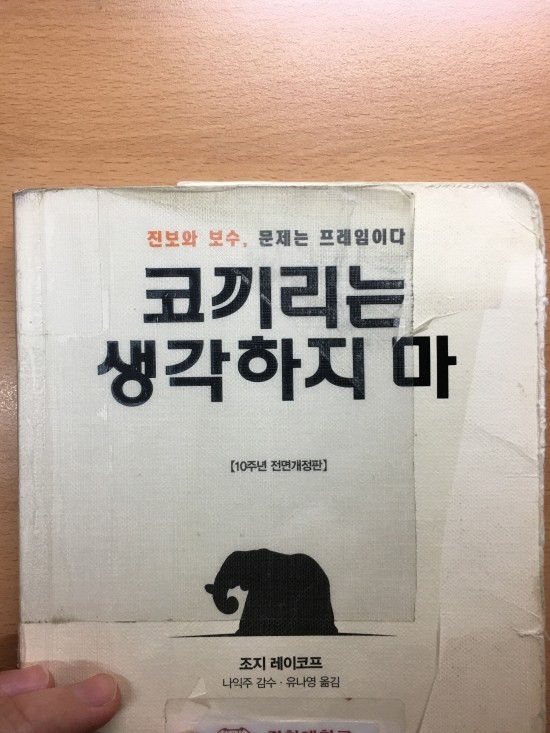 진보와 보수, 문제는 프레임이다
코끼리는
생각하지 마
【10주년 전면개정판】
조지 레이코프
나익주 감수 · 유나영 옮김